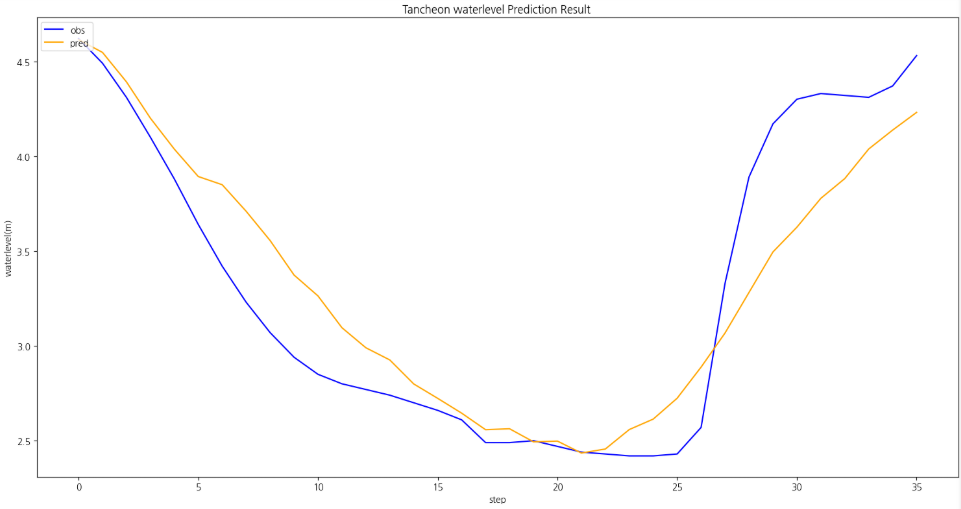 Tancheon waterlevel Prediction Result
obs
pred
waterlevel(m)
4.5
4.0
3.5
3.0
2.5
0 5 10 15 20 25 30 35
step